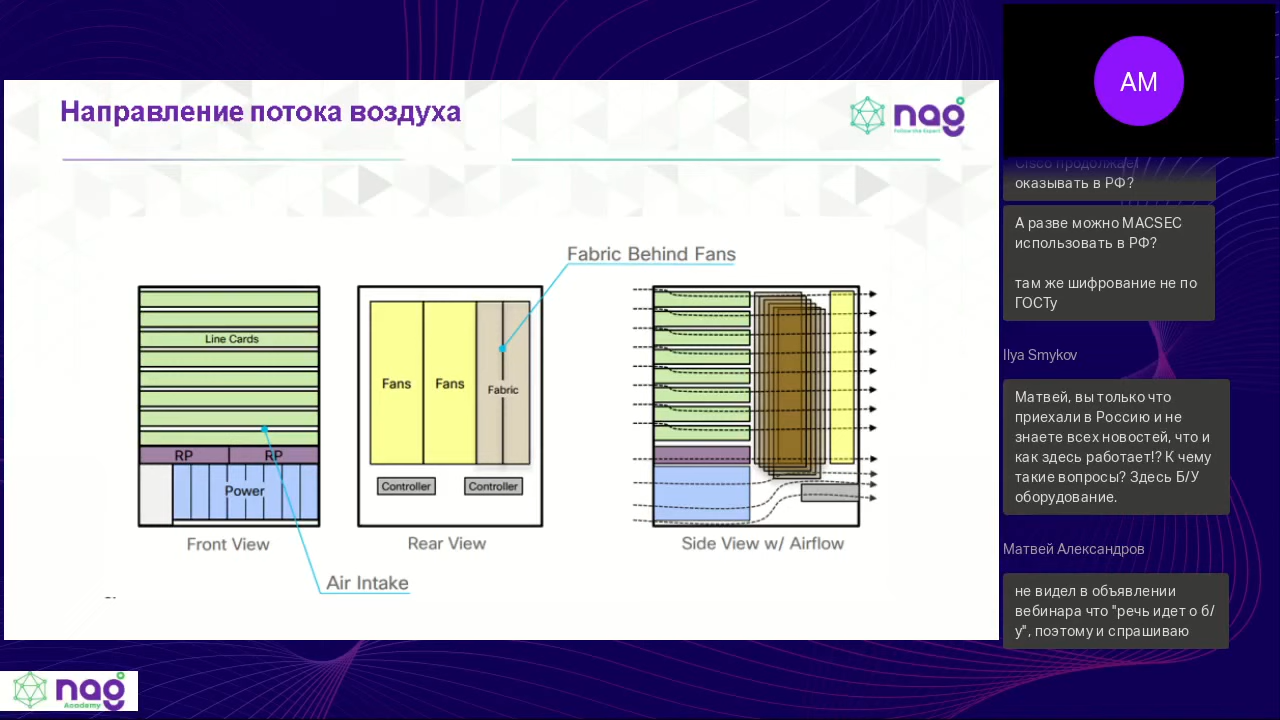 Направление потока воздуха
nag
Follow the Expert
Fabric Behind Fans
Line Cards
RP
RP
Power
Front View
Air Intake
Fans
Fans
Fabric
Controller
Controller
Rear View
Side View w/ Airflow
nag
Academy
AM
Cisco продолжает
оказывать в РФ?
А разве можно MACSEC
использовать в РФ?
там же шифрование не по
ГОСТу
Ilya Smykov
Матвей, вы только что
приехали в Россию и не
знаете всех новостей, что и
как здесь работает!? К чему
такие вопросы? Здесь Б/У
оборудование.
Матвей Александров
не видел в объявлении
вебинара что "речь идет о б/
у", поэтому и спрашиваю